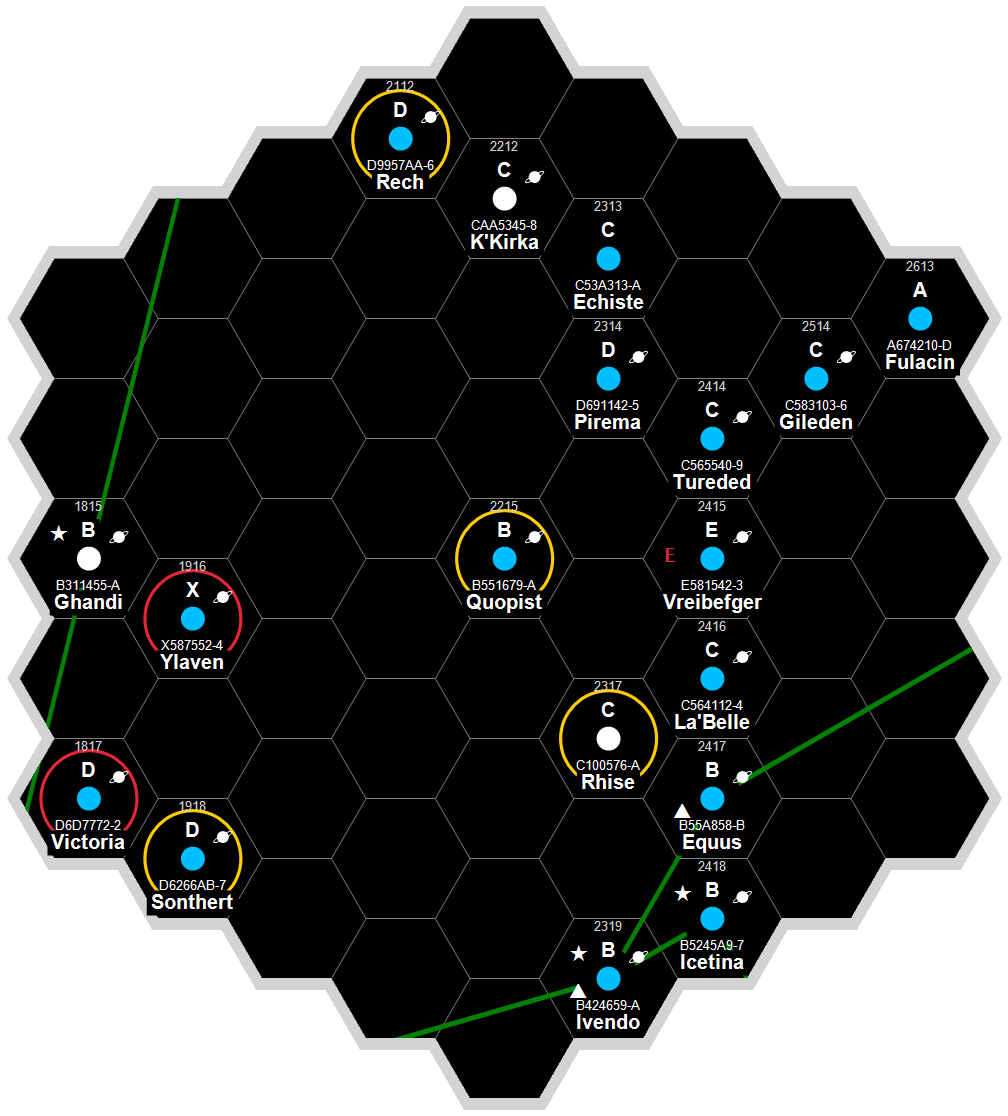 2112
D
D9957AA-6
Rech
2212
C
CAA5345-8
K'Kirka
2313
C
C53A313-A
Echiste
2613
A
A674210-D
Fulacin
2314
D
D691142-5
Pirema
2514
C
C583103-6
Gileden
2414
C
C565540-9
Tureded
1815
B
B311455-A
Ghandi
2215
B
B551679-A
Quopist
2415
E
E
E581542-3
Vreibefger
1916
X
X587552-4
Ylaven
2416
C
C564112-4
La'Belle
2317
C
C100576-A
Rhise
1817
D
D6D7772-2
Victoria
2417
B
B55A858-B
Equus
1918
D
D6266AB-7
Sonthert
2418
B
B5245A9-7
Icetina
2319
B
B424659-A
Ivendo